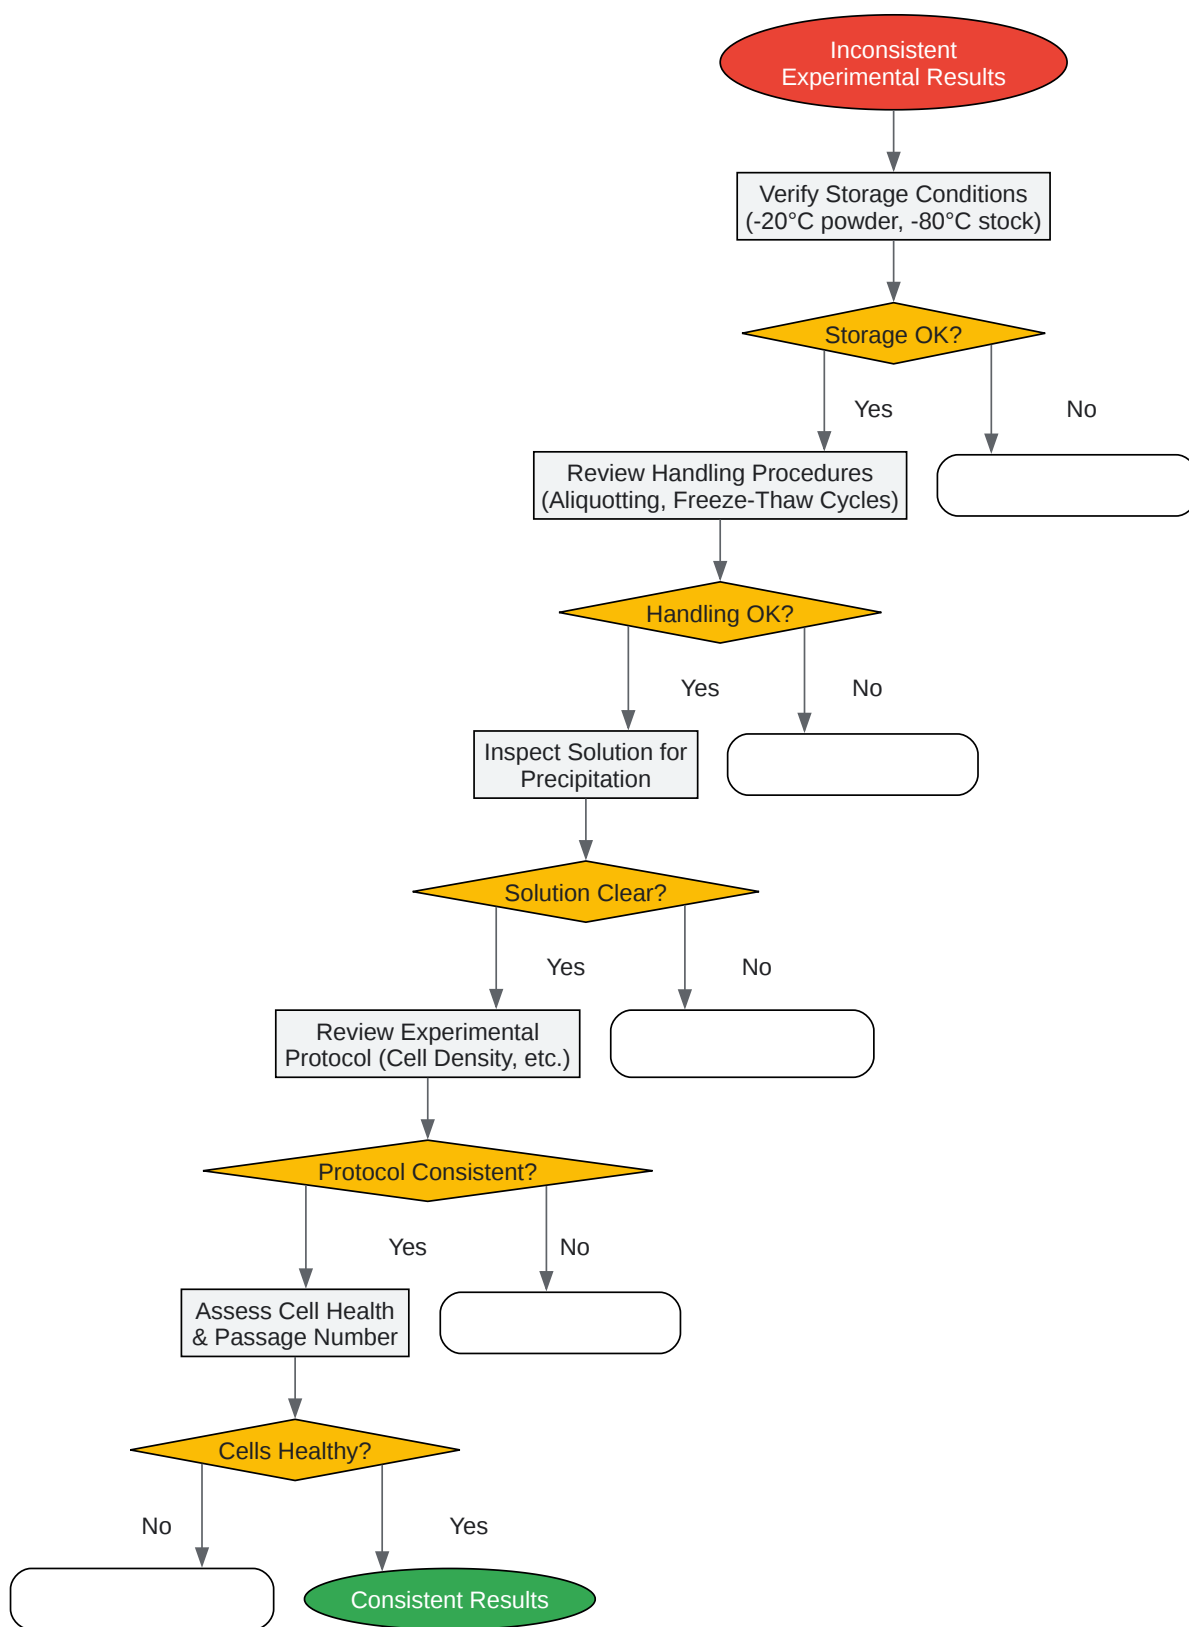 Inconsistent
Experimental Results
Verify Storage Conditions
(-20°C powder, -80°C stock)
Storage OK?
Yes
No
Review Handling Procedures
(Aliquotting, Freeze-Thaw Cycles)
Handling OK?
Yes
No
Inspect Solution for
Precipitation
Solution Clear?
Yes
No
Review Experimental
Protocol (Cell Density, etc.)
Protocol Consistent?
Yes
No
Assess Cell Health
& Passage Number
Cells Healthy?
No
Yes
Consistent Results